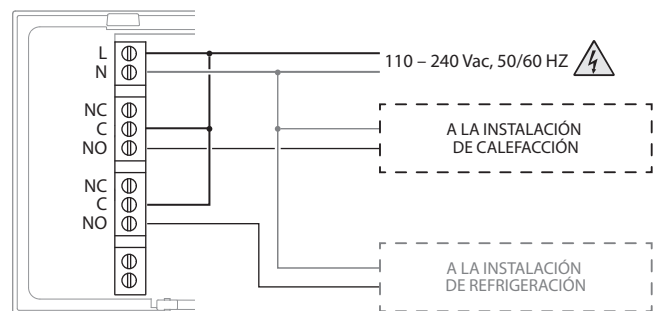 L
N
110 – 240 Vac, 50/60 HZ
NC
C
NO
A LA INSTALACIÓN
DE CALEFACCIÓN
NC
C
NO
A LA INSTALACIÓN
DE REFRIGERACIÓN